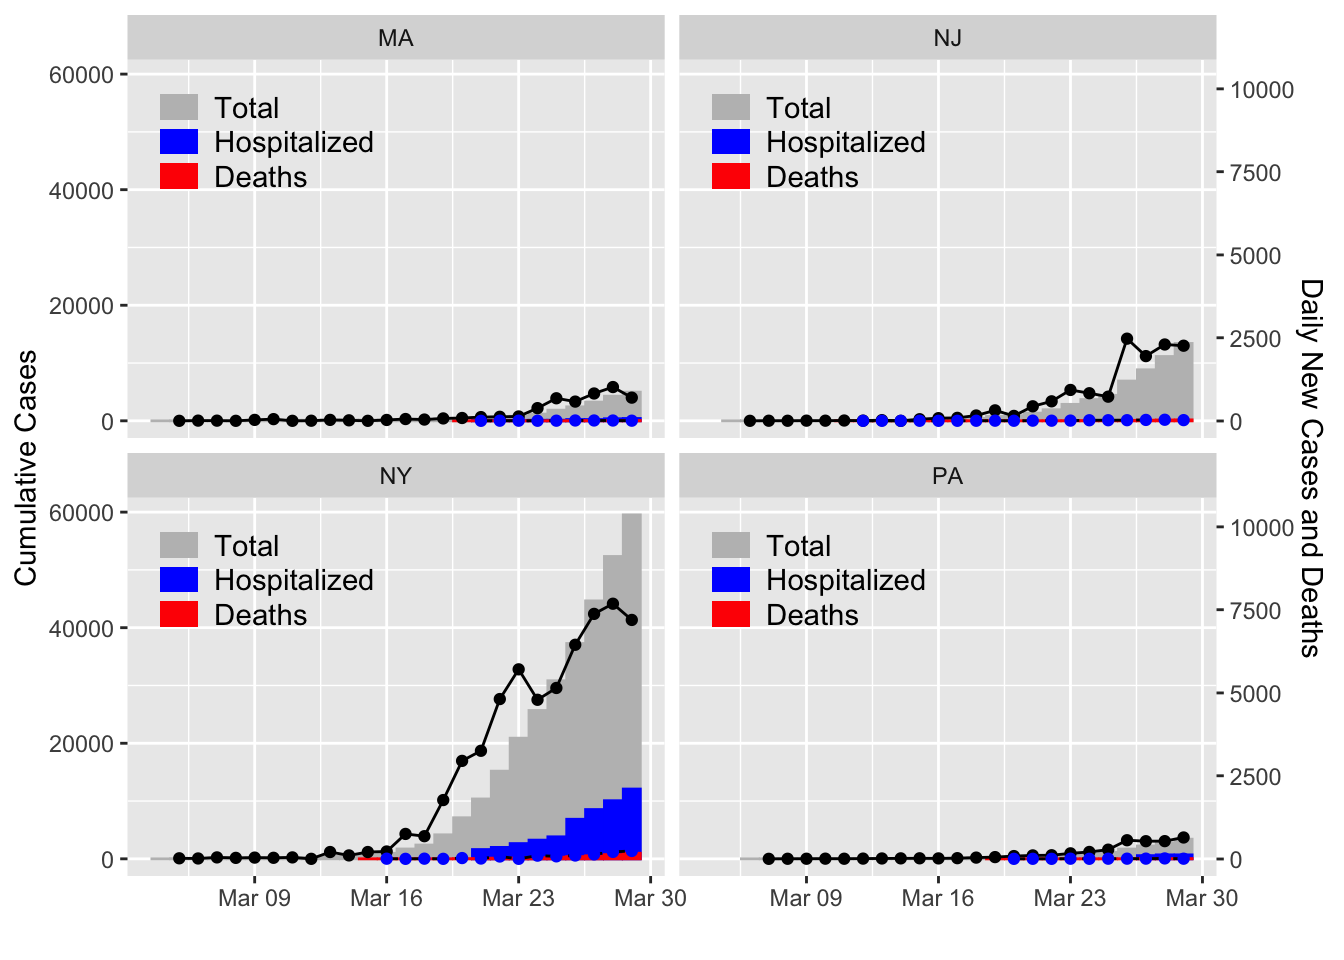 MA
NJ
60000
40000
20000
0
Total
Hospitalized
Deaths
Total
Hospitalized
Deaths
10000
7500
5000
2500
0
Cumulative Cases
Daily New Cases and Deaths
NY
PA
60000
40000
20000
0
Total
Hospitalized
Deaths
Total
Hospitalized
Deaths
10000
7500
5000
2500
0
Mar 09
Mar 16
Mar 23
Mar 30
Mar 09
Mar 16
Mar 23
Mar 30